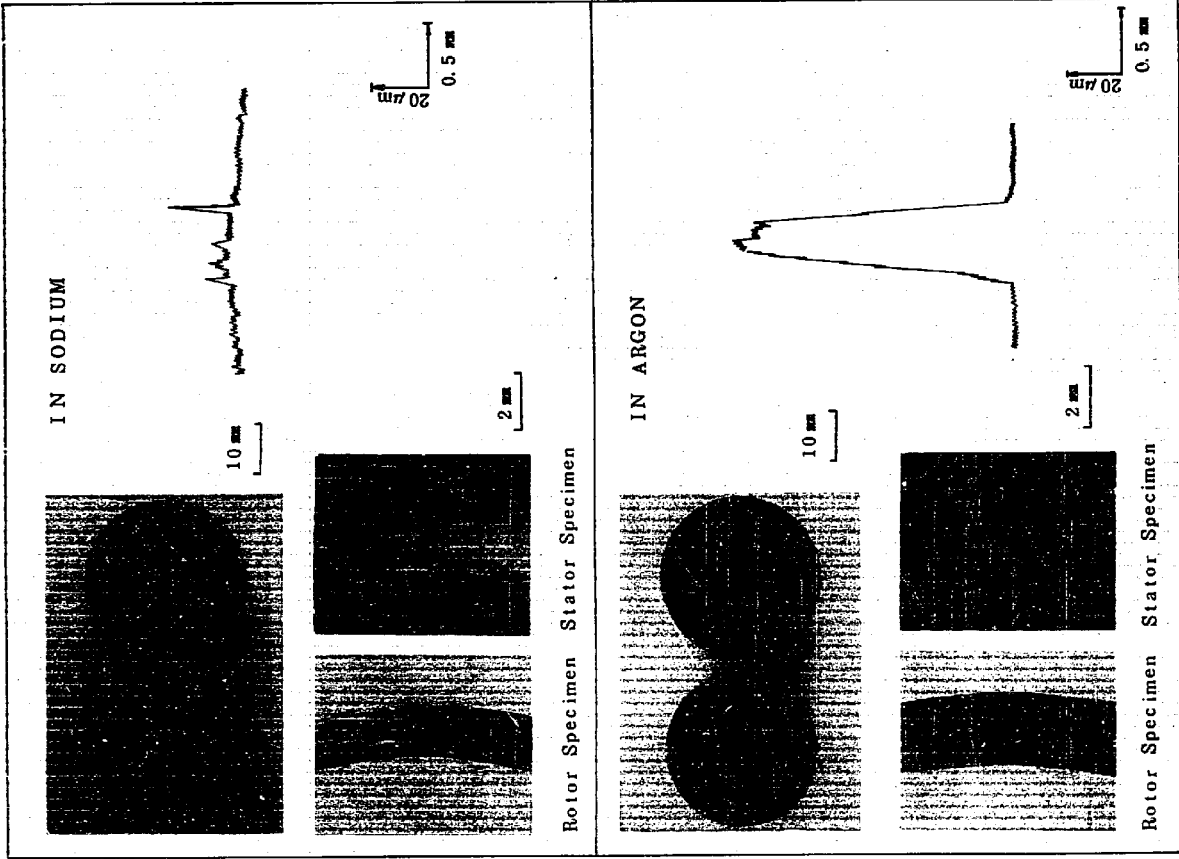 IN SODIUM
10 mm
20 μm
0.5 mm
2 mm
Rotor Specimen Stator Specimen
IN ARGON
10 mm
20 μm
0.5 mm
2 mm
Rotor Specimen Stator Specimen